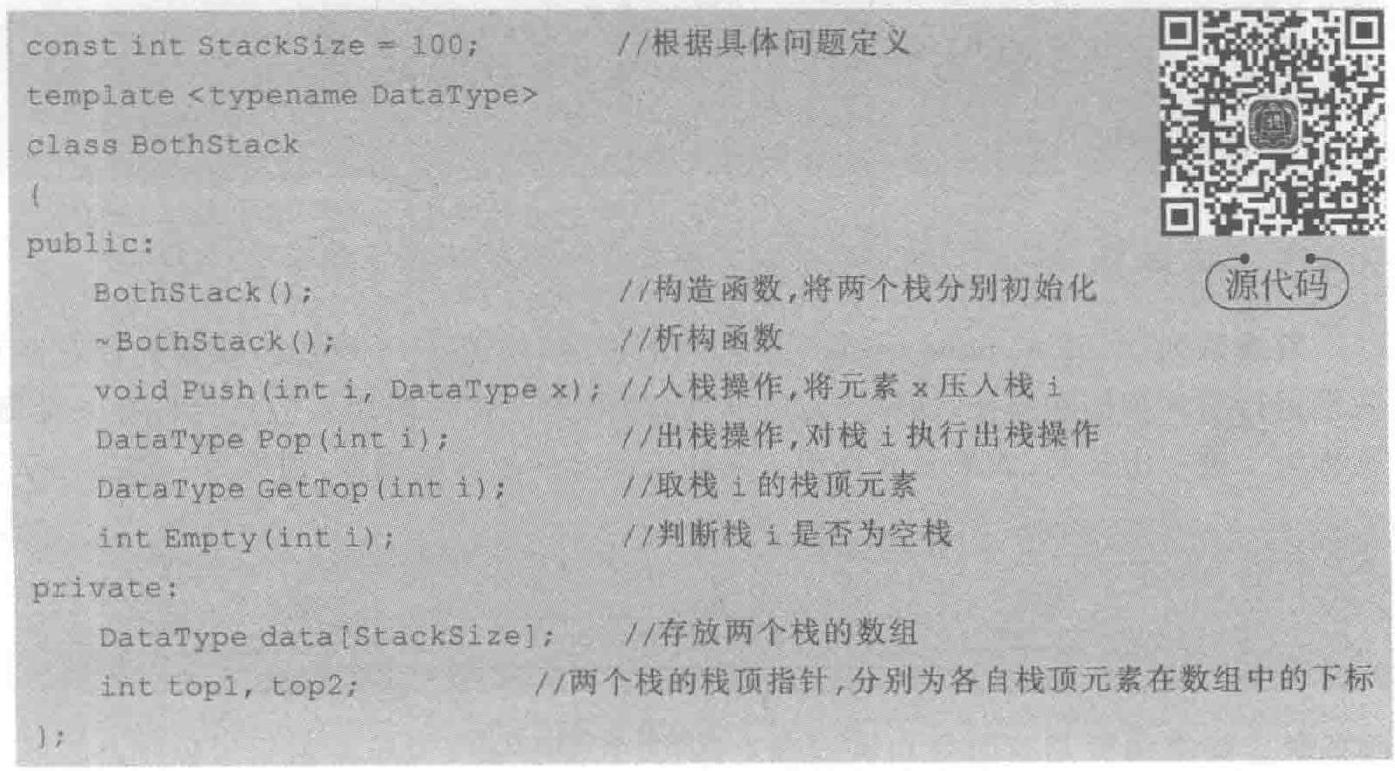 const int StackSize = 100; //根据具体问题定义
template <typename DataType>
class BothStack
{
public:
BothStack(); //构造函数,将两个栈分别初始化
源代码
~BothStack(); //析构函数
void Push(int i, DataType x); //人栈操作,将元素 x 压人栈 i
DataType Pop(int i); //出栈操作,对栈 i 执行出栈操作
DataType GetTop(int i); //取栈 i 的栈顶元素
int Empty(int i); //判断栈 i 是否为空栈
private:
DataType data[StackSize]; //存放两个栈的数组
int top1, top2; //两个栈的栈顶指针,分别为各自栈顶元素在数组中的下标
};